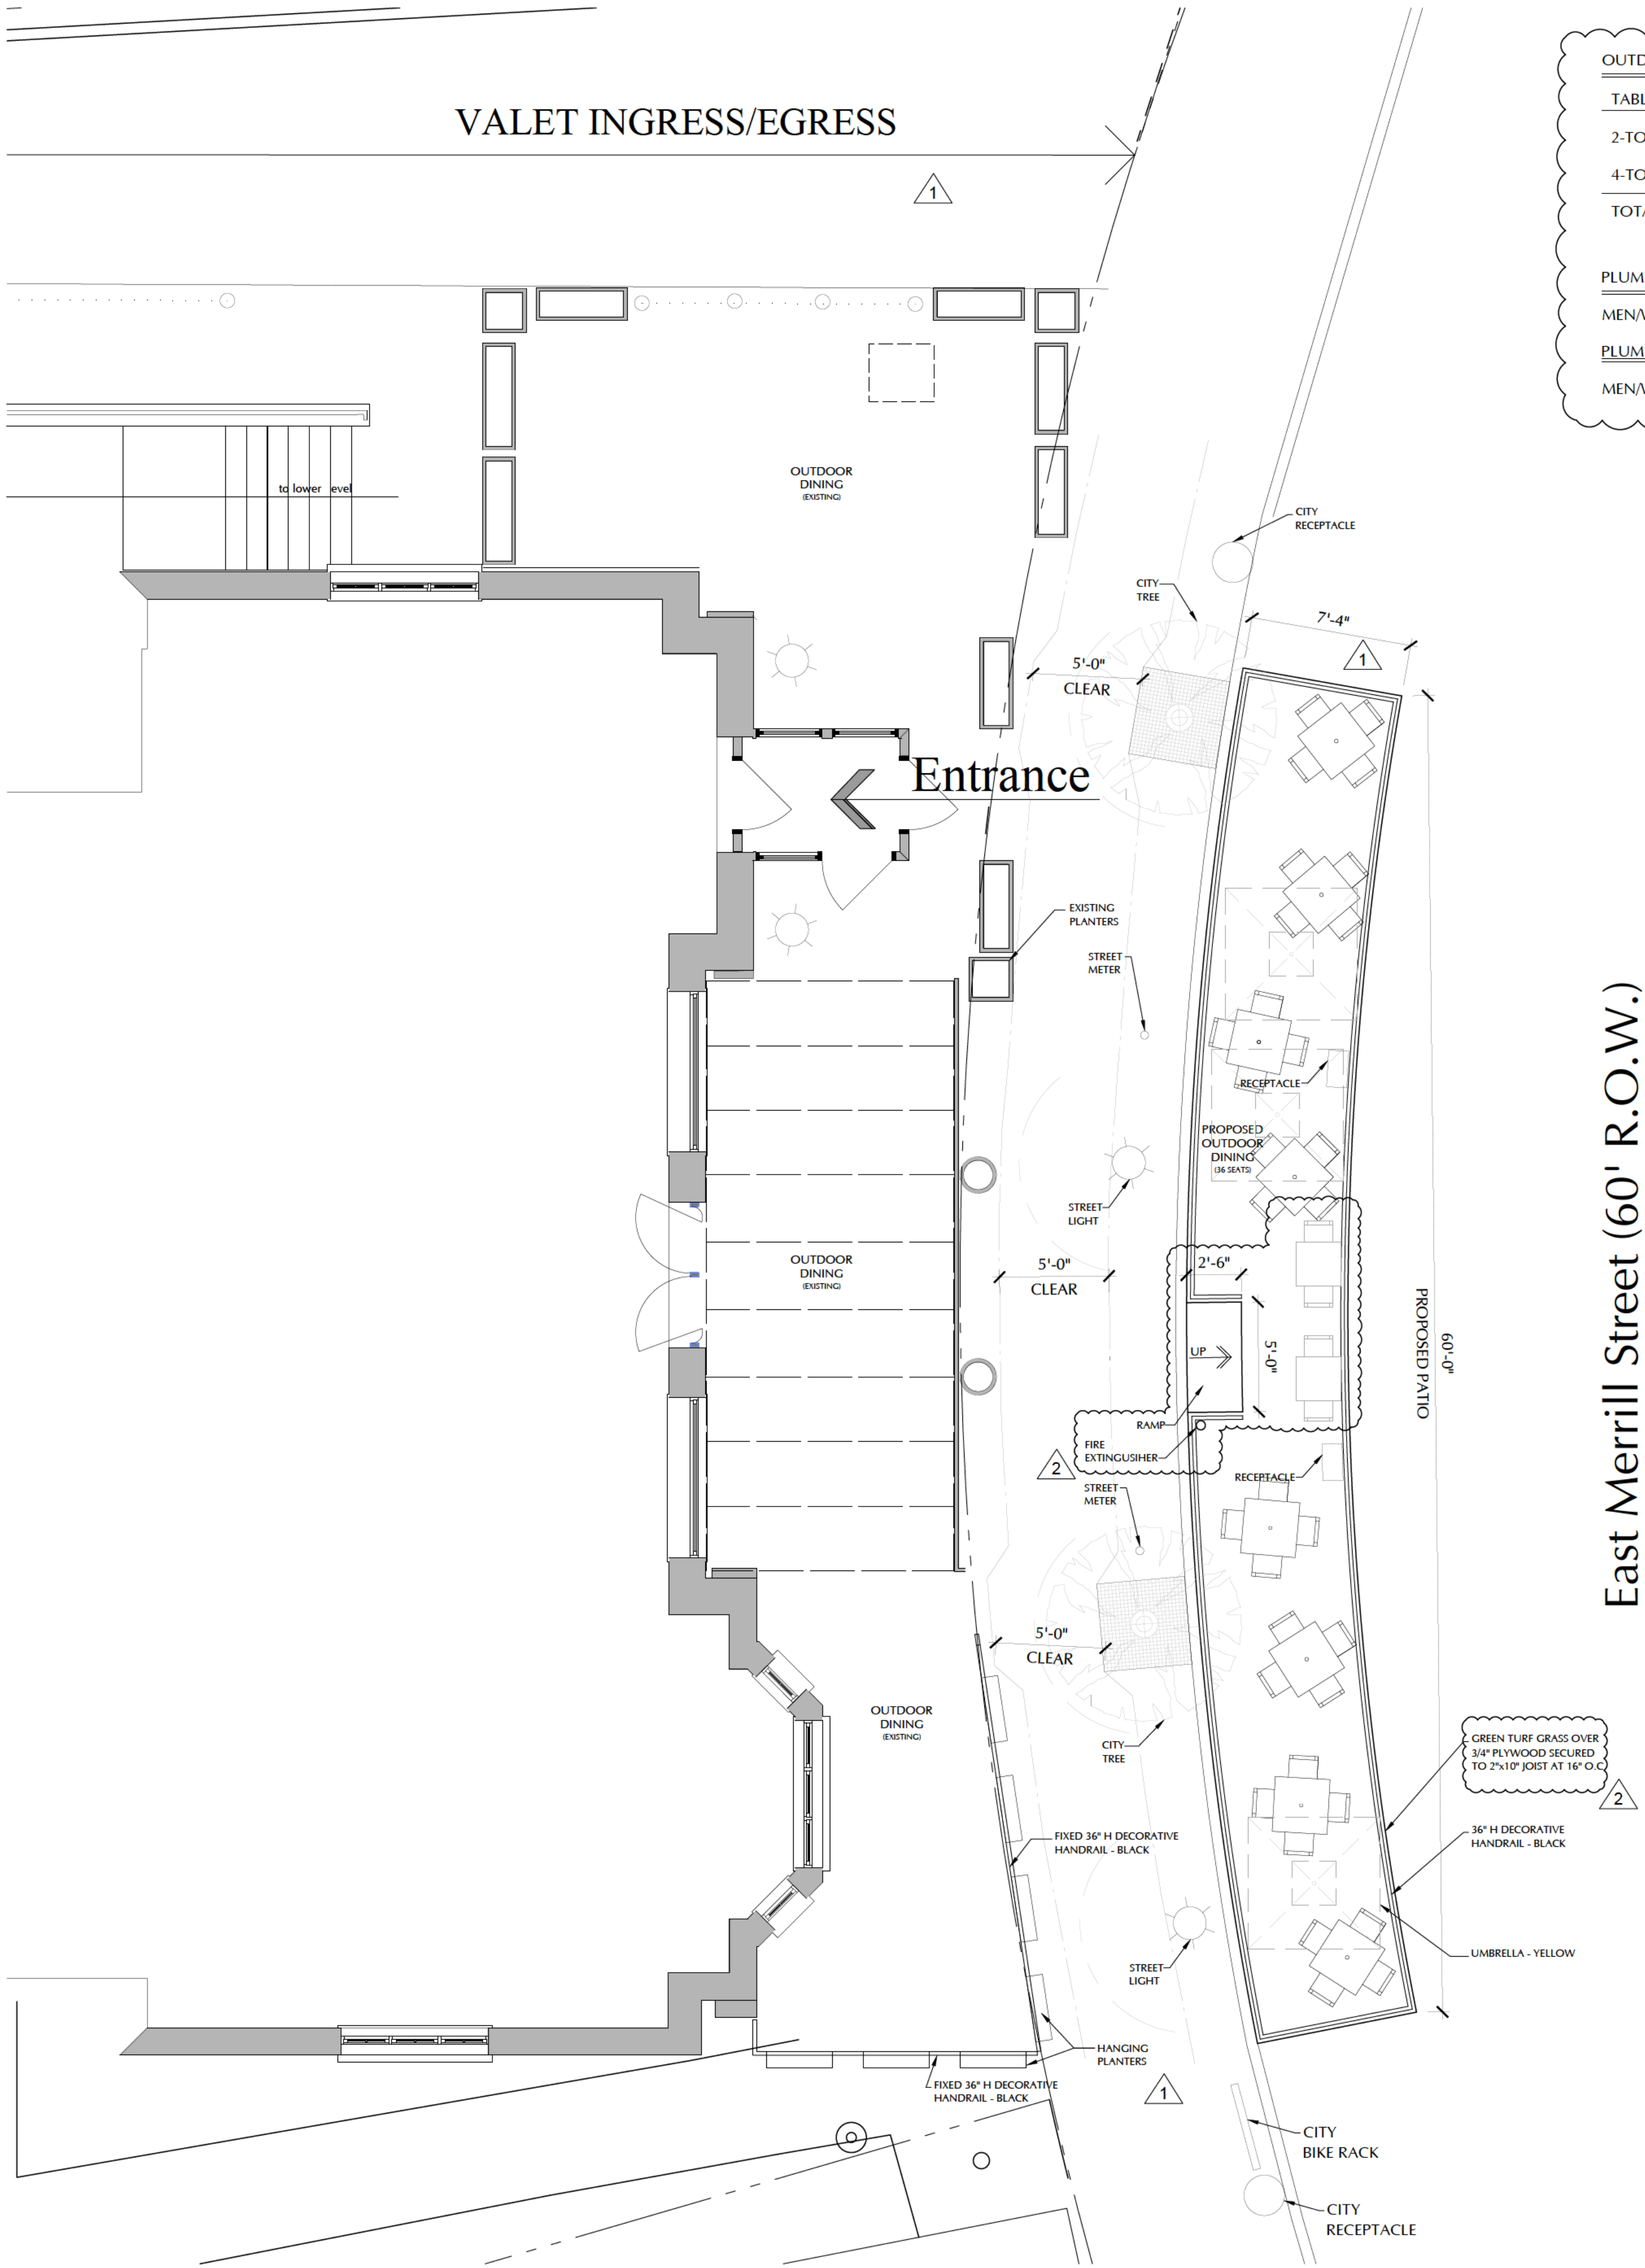 VALET INGRESS/EGRESS
1
OUTD
TABL
2-TO
4-TO
TOTA
PLUM
MEN/W
PLUM
MEN/W
to lower evel
OUTDOOR
DINING
(EXISTING)
CITY
RECEPTACLE
CITY
TREE
7'-4"
1
5'-0"
CLEAR
Entrance
EXISTING
PLANTERS
STREET
METER
RECEPTACLE
PROPOSED
OUTDOOR
DINING
(36 SEATS)
STREET
LIGHT
OUTDOOR
DINING
(EXISTING)
5'-0"
CLEAR
2'-6"
UP
5'-0"
RAMP
FIRE
EXTINGUSIHER
2
60'-0"
PROPOSED PATIO
East Merrill Street (60' R.O.W.)
RECEPTACLE
STREET
METER
5'-0"
CLEAR
OUTDOOR
DINING
(EXISTING)
CITY
TREE
GREEN TURF GRASS OVER
3/4" PLYWOOD SECURED
TO 2"x10" JOIST AT 16" O.C
2
36" H DECORATIVE
HANDRAIL - BLACK
FIXED 36" H DECORATIVE
HANDRAIL - BLACK
UMBRELLA - YELLOW
STREET
LIGHT
HANGING
PLANTERS
FIXED 36" H DECORATIVE
HANDRAIL - BLACK
1
CITY
BIKE RACK
CITY
RECEPTACLE